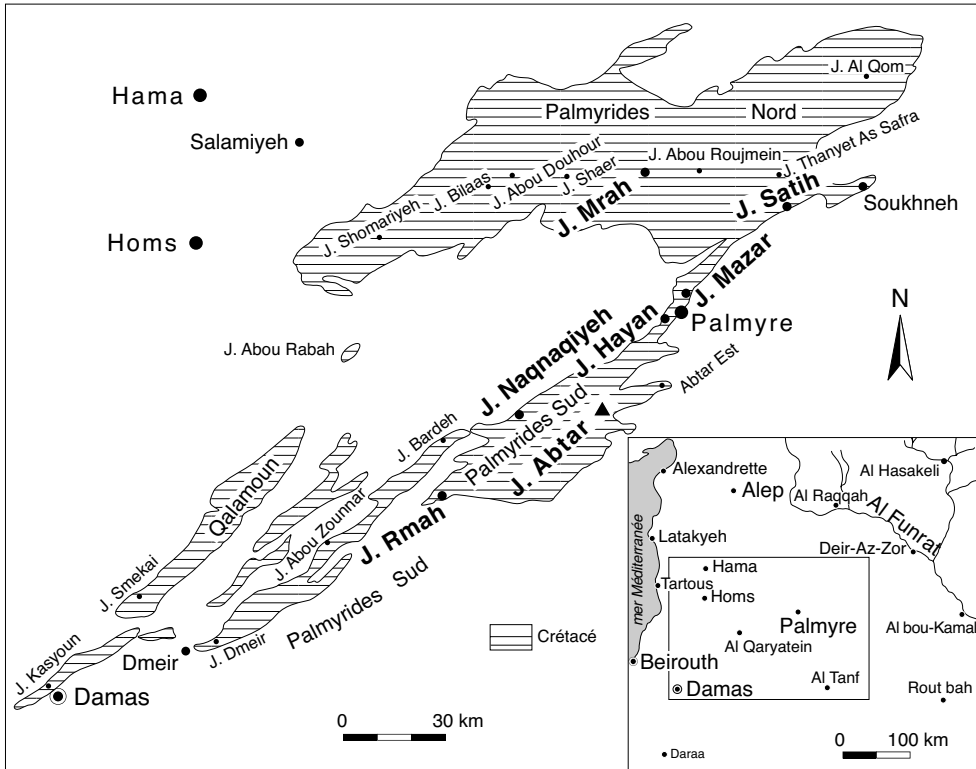 J. Al Qom
Hama
Palmyrides Nord
Salamiyeh
J. Thanyet As Safra
J. Abou Roujmein
J. Shaer
J. Abou Douhour
J. Bilaas
J. Shomariyeh
J. Mrah
J. Satih
Soukhneh
Homs
J. Mazar
Palmyre
N
J. Hayan
J. Naqnaqiyeh
J. Abou Rabah
Abtar Est
Palmyrides Sud
J. Abtar
J. Bardeh
Qalamoun
J. Abou Zounnar
J. Rmah
Palmyrides Sud
J. Smekai
Crétacé
Dmeir
J. Dmeir
J. Kasyoun
Damas
0 30 km
Alexandrette
Al Hasakeli
Alep
Al Raqqah
Al Funrat
Latakyeh
Deir-Az-Zor
mer Méditerranée
Hama
Tartous
Homs
Palmyre
Al bou-Kamal
Al Qaryatein
Beirouth
Al Tanf
Damas
Rout bah
0 100 km
Daraa